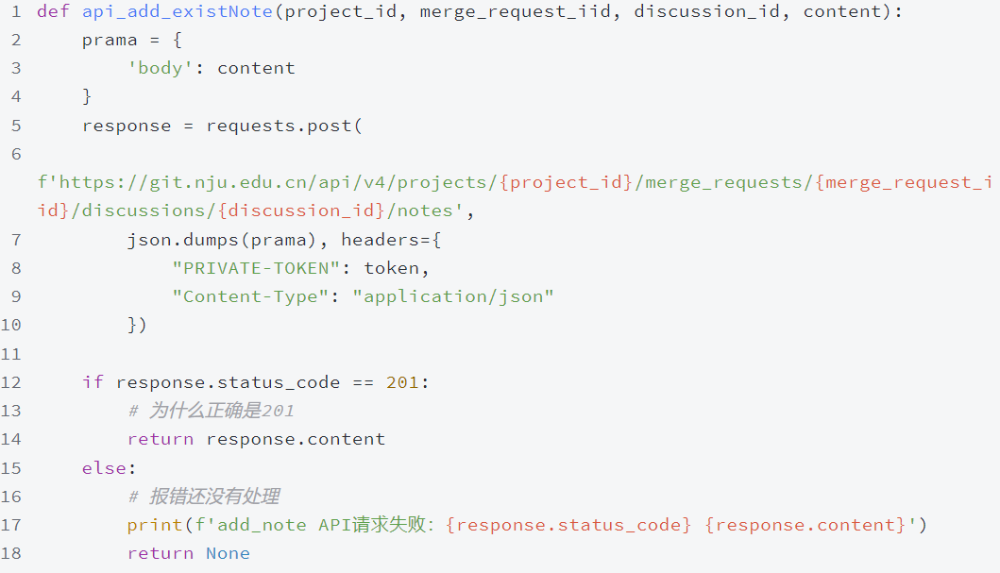 1 def api_add_existNote(project_id, merge_request_iid, discussion_id, content):
2     prama = {
3         'body': content
4     }
5     response = requests.post(
6
f'https://git.nju.edu.cn/api/v4/projects/{project_id}/merge_requests/{merge_request_i
id}/discussions/{discussion_id}/notes',
7         json.dumps(prama), headers={
8             "PRIVATE-TOKEN": token,
9             "Content-Type": "application/json"
10         })
11
12     if response.status_code == 201:
13         # 为什么正确是201
14         return response.content
15     else:
16         # 报错还没有处理
17         print(f'add_note API请求失败: {response.status_code} {response.content}')
18         return None